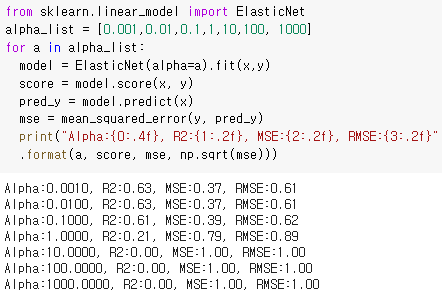 from sklearn.linear_model import ElasticNet
alpha_list = [0.001,0.01,0.1,1,10,100, 1000]
for a in alpha_list:
  model = ElasticNet(alpha=a).fit(x,y)
  score = model.score(x, y)
  pred_y = model.predict(x)
  mse = mean_squared_error(y, pred_y)
  print("Alpha:{0:.4f}, R2:{1:.2f}, MSE:{2:.2f}, RMSE:{3:.2f}"
  .format(a, score, mse, np.sqrt(mse)))
Alpha:0.0010, R2:0.63, MSE:0.37, RMSE:0.61
Alpha:0.0100, R2:0.63, MSE:0.37, RMSE:0.61
Alpha:0.1000, R2:0.61, MSE:0.39, RMSE:0.62
Alpha:1.0000, R2:0.21, MSE:0.79, RMSE:0.89
Alpha:10.0000, R2:0.00, MSE:1.00, RMSE:1.00
Alpha:100.0000, R2:0.00, MSE:1.00, RMSE:1.00
Alpha:1000.0000, R2:0.00, MSE:1.00, RMSE:1.00